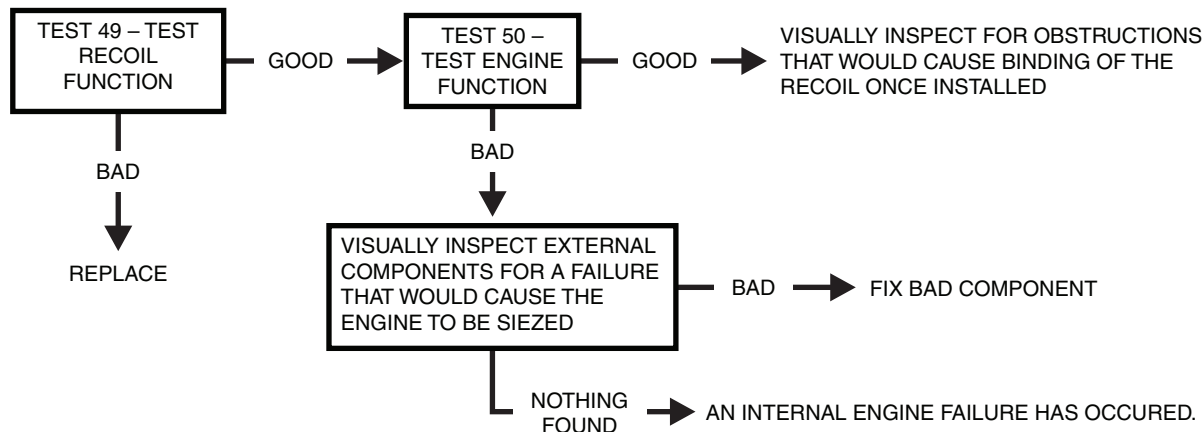 TEST 49 – TEST
RECOIL
FUNCTION
GOOD
TEST 50 –
TEST ENGINE
FUNCTION
GOOD
VISUALLY INSPECT FOR OBSTRUCTIONS
THAT WOULD CAUSE BINDING OF THE
RECOIL ONCE INSTALLED
BAD
REPLACE
BAD
VISUALLY INSPECT EXTERNAL
COMPONENTS FOR A FAILURE
THAT WOULD CAUSE THE
ENGINE TO BE SIEZED
BAD
FIX BAD COMPONENT
NOTHING
FOUND
AN INTERNAL ENGINE FAILURE HAS OCCURED.